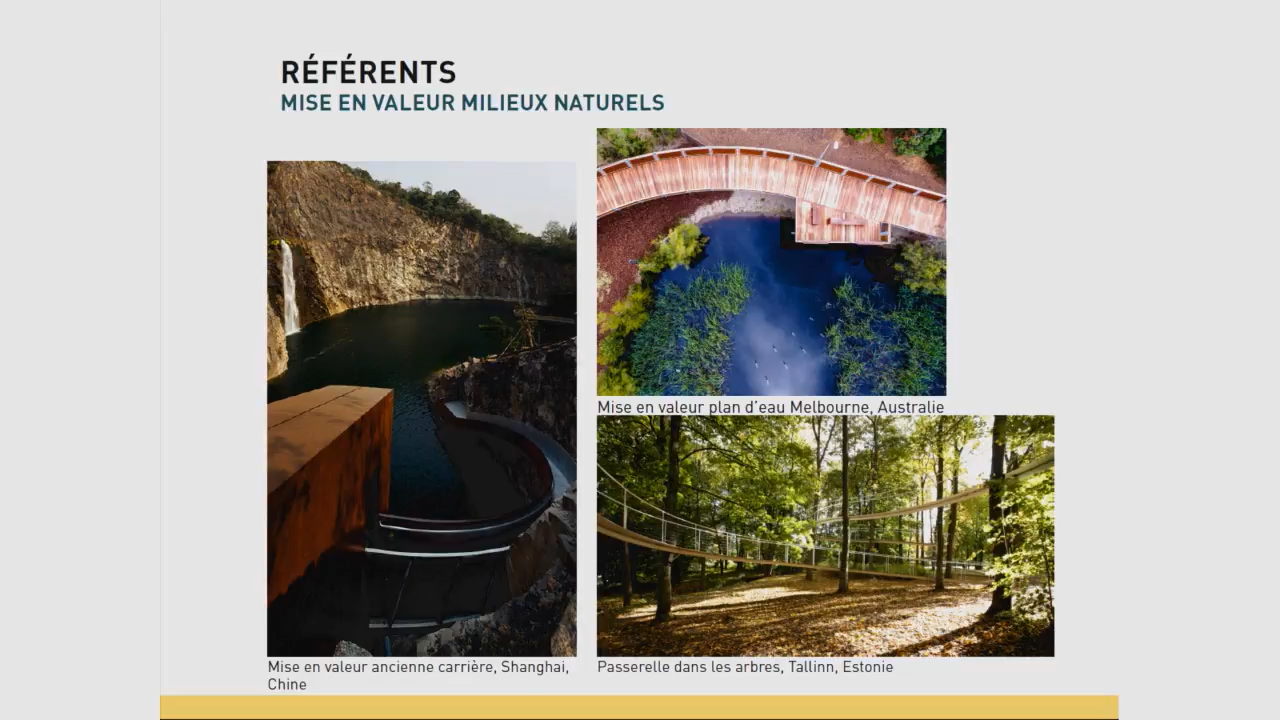 RÉFÉRENTS
MISE EN VALEUR MILIEUX NATURELS
Mise en valeur plan d'eau Melbourne, Australie
Mise en valeur ancienne carrière, Shanghai,
Chine
Passerelle dans les arbres, Tallinn, Estonie